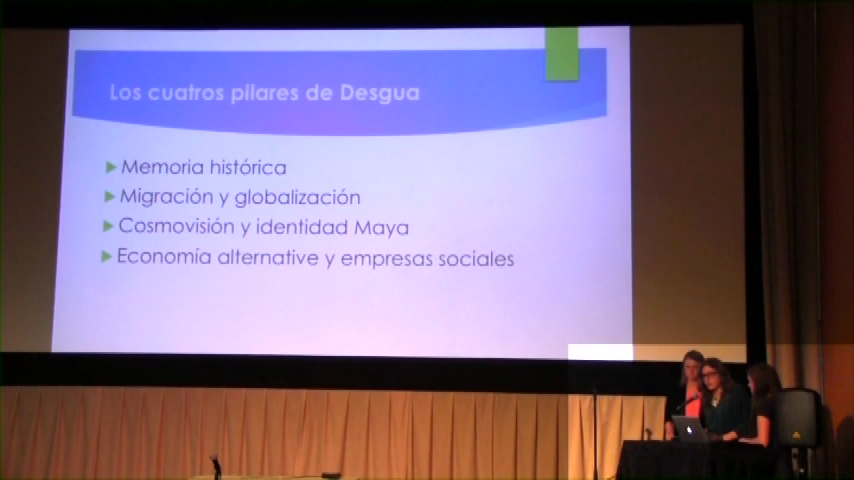 Los cuatros pilares de Desgua
Memoria histórica
Migración y globalización
Cosmovisión y identidad Maya
Economía alternative y empresas sociales